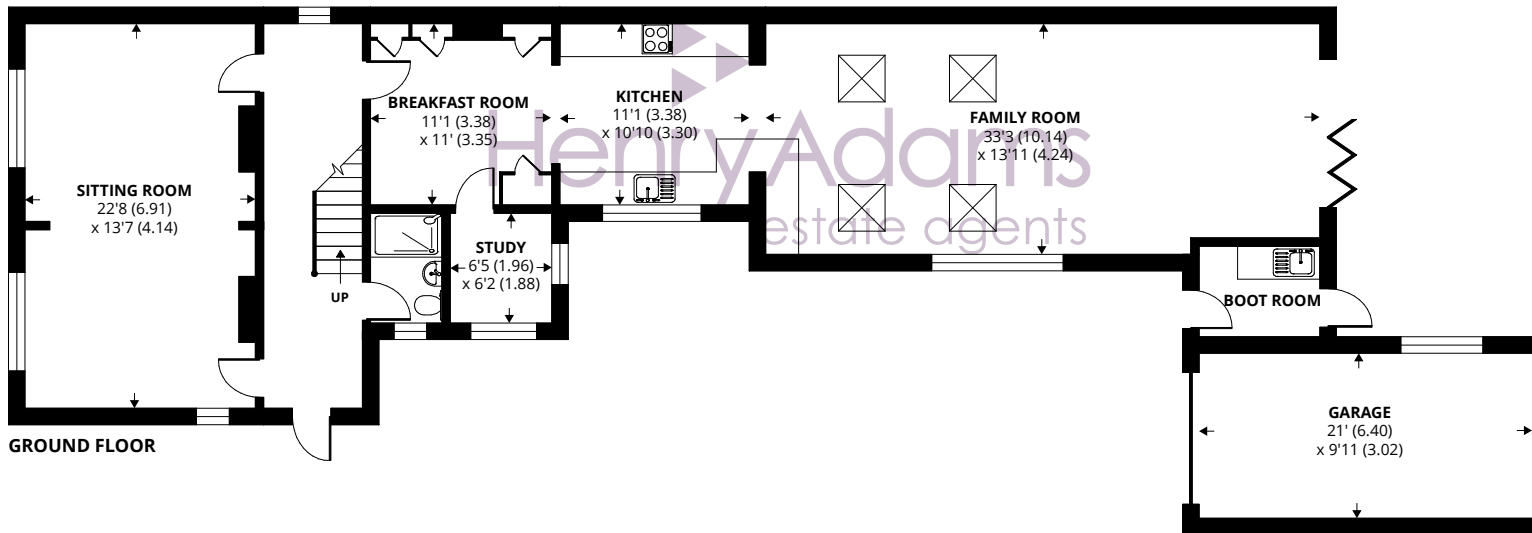 SITTING ROOM
22'8 (6.91)
x 13'7 (4.14)
BREAKFAST ROOM
11'1 (3.38)
x 11' (3.35)
KITCHEN
11'1 (3.38)
x 10'10 (3.30)
FAMILY ROOM
33'3 (10.14)
x 13'11 (4.24)
HenryAdams
estate agents
STUDY
6'5 (1.96)
x 6'2 (1.88)
UP
BOOT ROOM
GARAGE
21' (6.40)
x 9'11 (3.02)
GROUND FLOOR